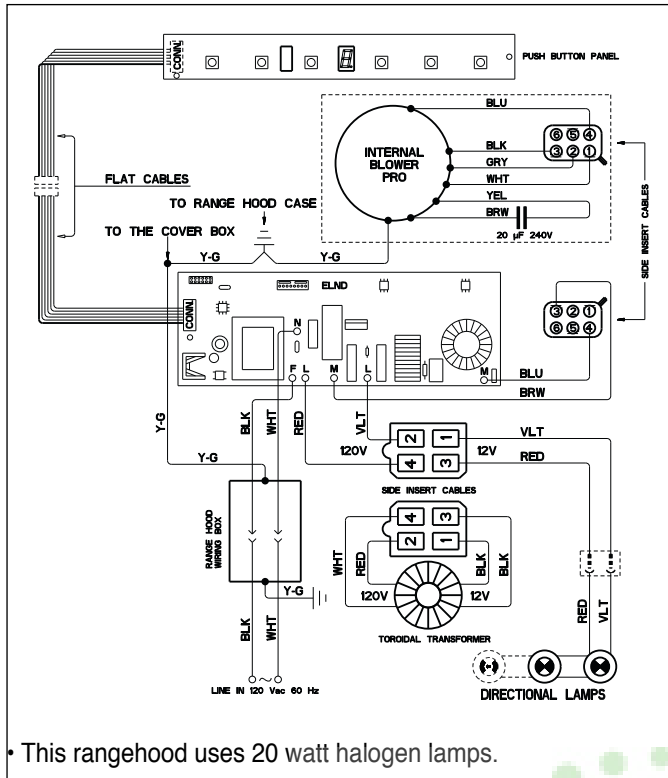 CONN.
PUSH BUTTON PANEL
BLU
INTERNAL
BLOWER
PRO
BLK
GRY
WHT
YEL
BRW
20 µF 240V
6 5 4
3 2 1
SIDE INSERT CABLES
FLAT CABLES
TO RANGE HOOD CASE
TO THE COVER BOX
Y-G
Y-G
ELND
CONN.
N
F L M L M
3 2 1
6 5 4
BLU
BRW
Y-G
BLK
WHT
RED
VLT
Y-G
120V
2 1
4 3
12V
VLT
RED
SIDE INSERT CABLES
RANGE HOOD
WIRING BOX
4 3
2 1
WHT
RED
BLK
BLK
120V
12V
TOROIDAL TRANSFORMER
Y-G
BLK
WHT
RED
VLT
LINE IN 120 Vac 60 Hz
DIRECTIONAL LAMPS
• This rangehood uses 20 watt halogen lamps.